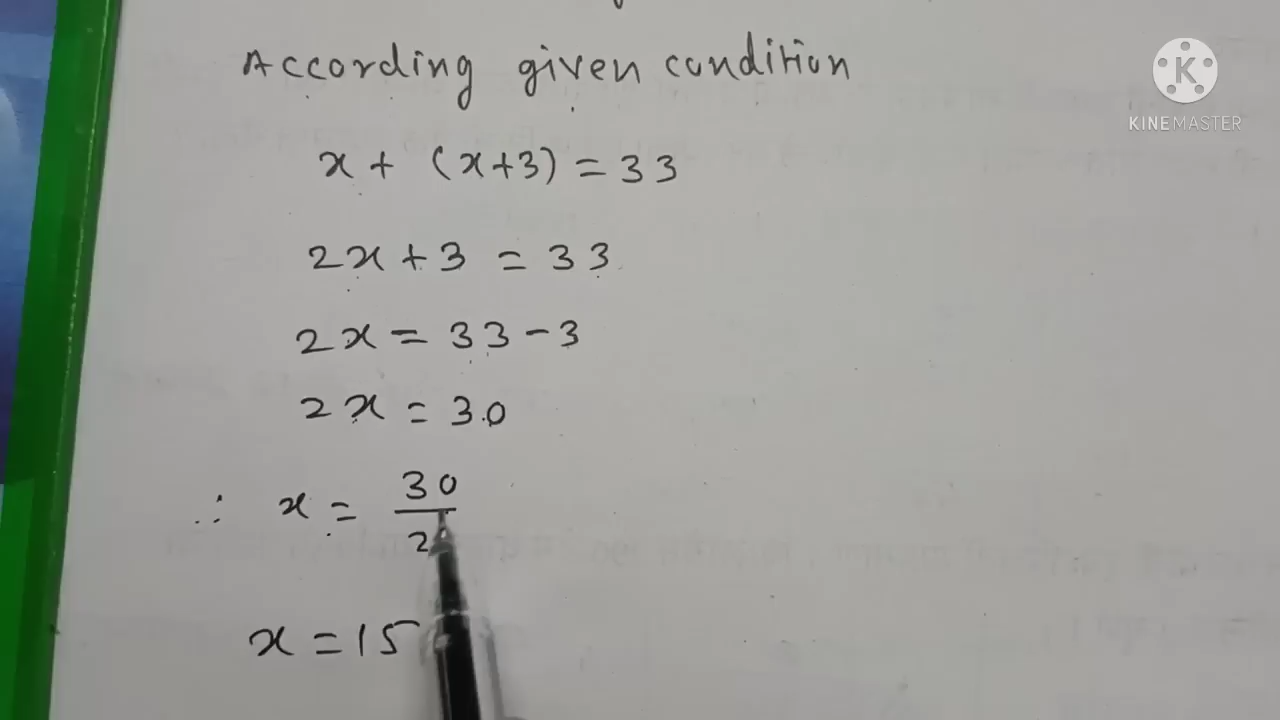 According given condition
K
KINEMASTER
x + (x+3) = 33
2x + 3 = 33
2x = 33 - 3
2x = 30
∴ x = 30/2
x = 15